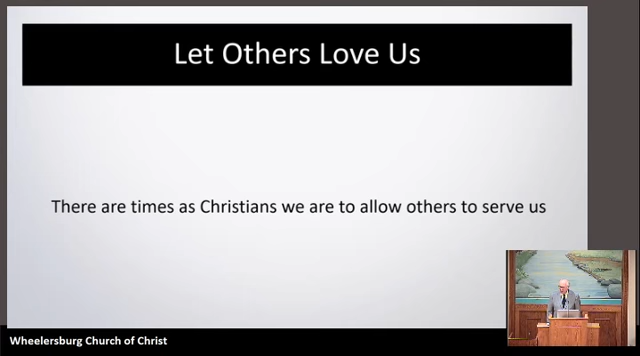 Let Others Love Us
There are times as Christians we are to allow others to serve us
Wheelersburg Church of Christ